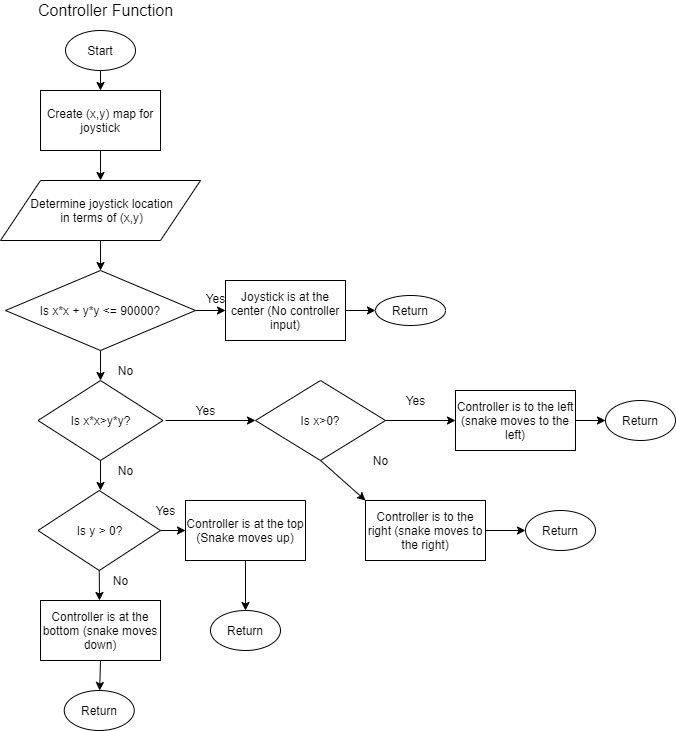 Controller Function
Start
Create (x,y) map for
joystick
Determine joystick location
in terms of (x,y)
Is x*x + y*y <= 90000?
Yes
Joystick is at the
center (No controller
input)
Return
No
Is x*x>y*y?
Yes
Is x>0?
Yes
Controller is to the left
(snake moves to the
left)
Return
No
No
Is y > 0?
Yes
Controller is at the top
(Snake moves up)
Controller is to the
right (snake moves to
the right)
Return
No
Controller is at the
bottom (snake moves
down)
Return
Return